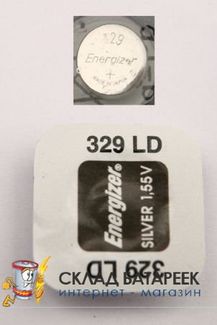 329
Energizer
329 LD
Energizer
SILVER 1,55V
329 LD
СКЛАД БАТАРЕЕК
интернет - магазин